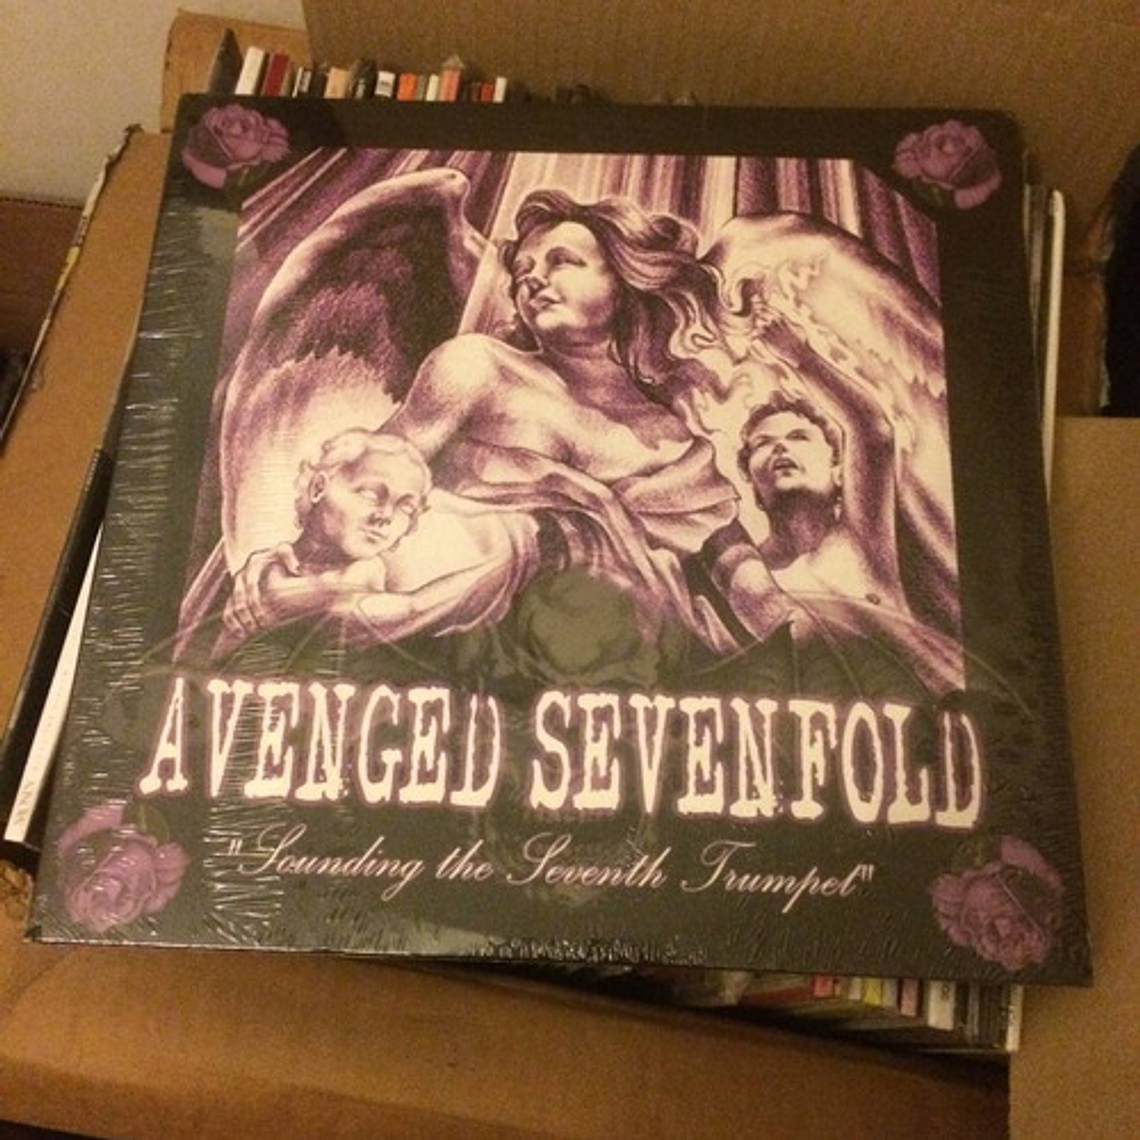 AVENGED SEVENFOLD
"Sounding the Seventh Trumpet"